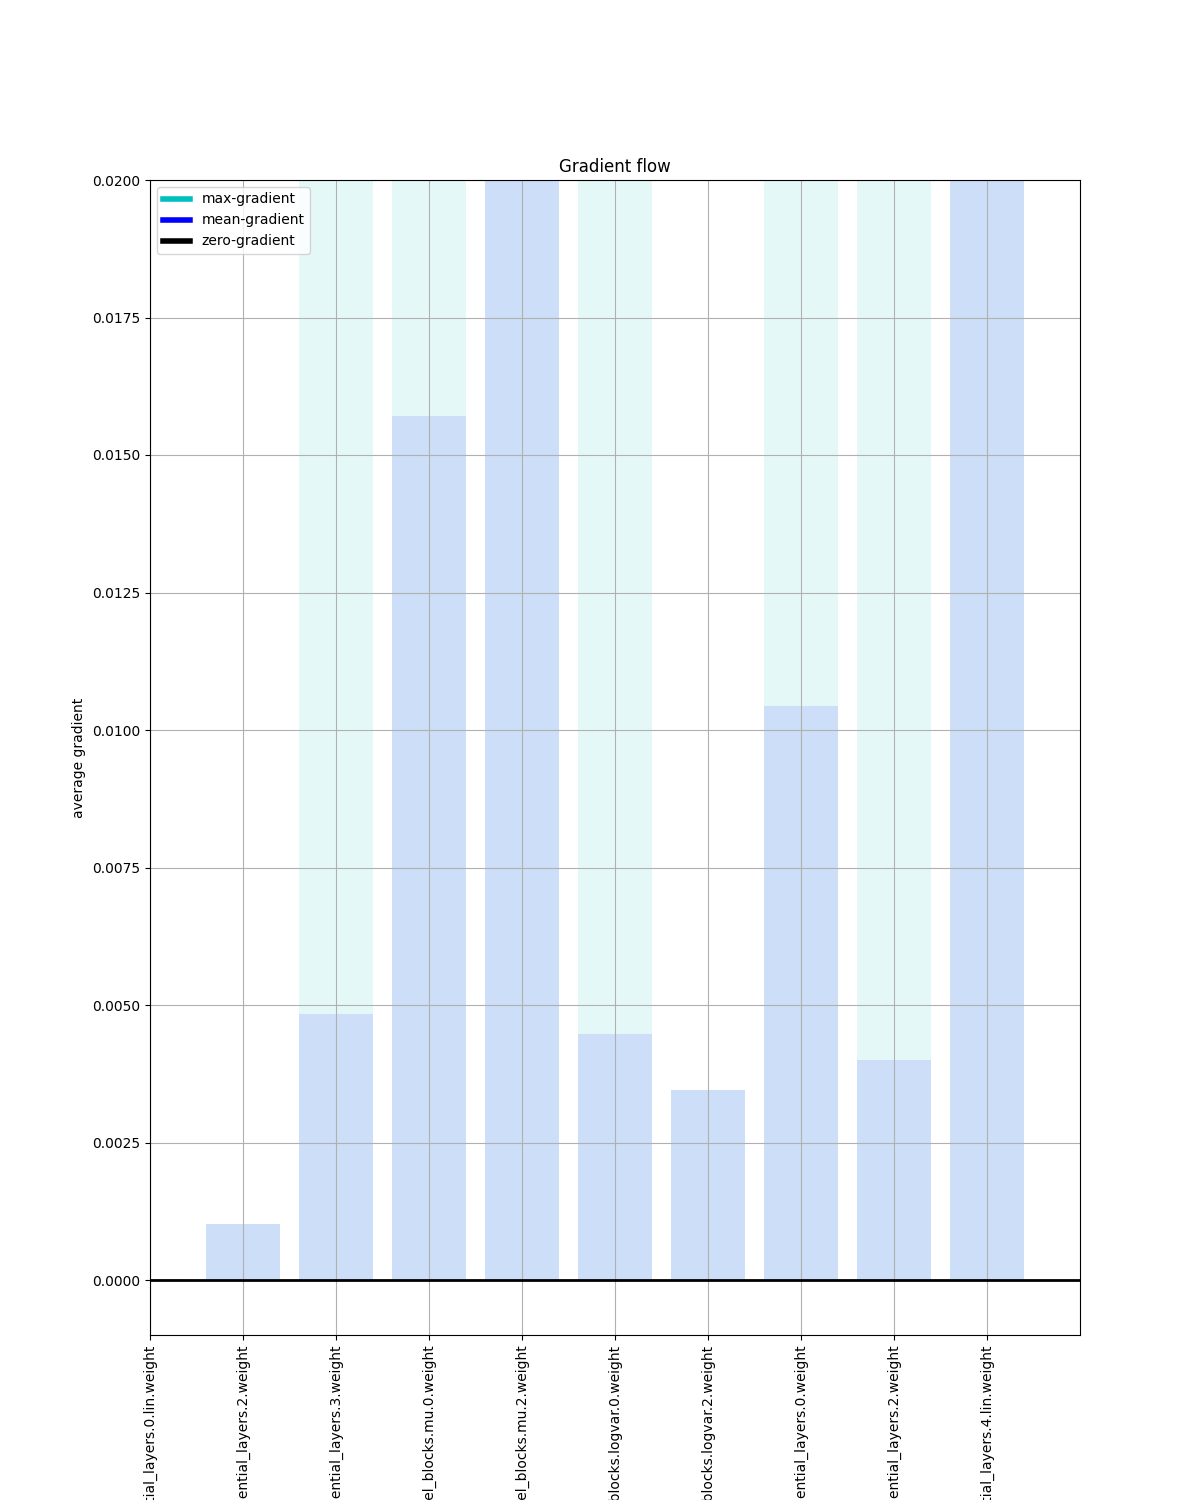 Gradient flow
max-gradient
mean-gradient
zero-gradient
0.0200
0.0175
0.0150
0.0125
0.0100
0.0075
0.0050
0.0025
0.0000
average gradient
tial_layers.0.lin.weight
ential_layers.2.weight
ential_layers.3.weight
el_blocks.mu.0.weight
el_blocks.mu.2.weight
blocks.logvar.0.weight
blocks.logvar.2.weight
ential_layers.0.weight
ential_layers.2.weight
tial_layers.4.lin.weight